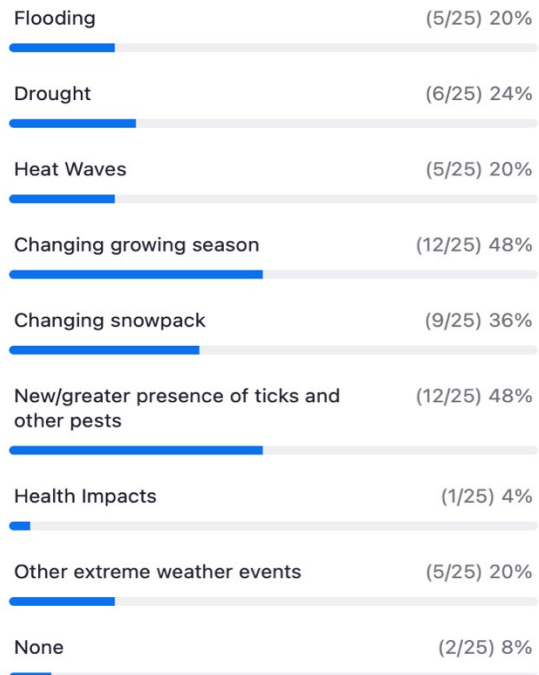 Flooding (5/25) 20%
Drought (6/25) 24%
Heat Waves (5/25) 20%
Changing growing season (12/25) 48%
Changing snowpack (9/25) 36%
New/greater presence of ticks and (12/25) 48%
other pests
Health Impacts (1/25) 4%
Other extreme weather events (5/25) 20%
None (2/25) 8%